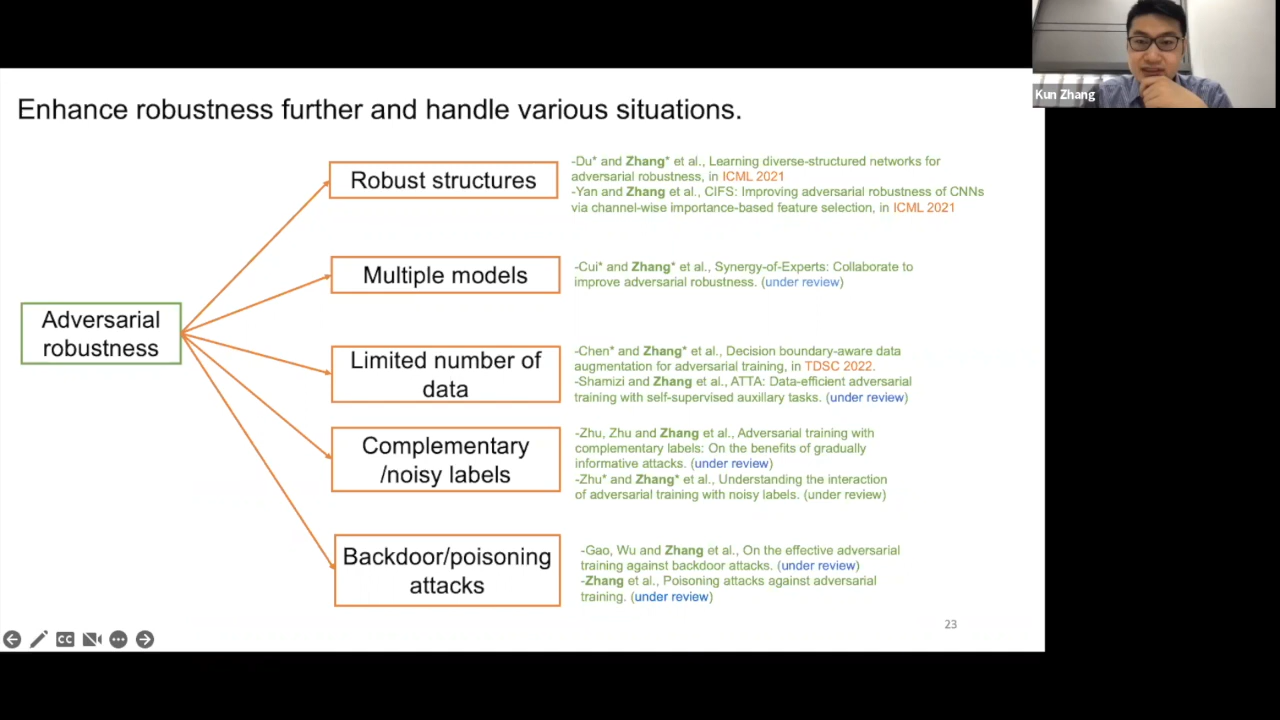 Kun Zhang
Enhance robustness further and handle various situations.
Adversarial
robustness
Robust structures
-Du* and Zhang* et al., Learning diverse-structured networks for
adversarial robustness, in ICML 2021
-Yan and Zhang et al., CIFS: Improving adversarial robustness of CNNs
via channel-wise importance-based feature selection, in ICML 2021
Multiple models
-Cui* and Zhang* et al., Synergy-of-Experts: Collaborate to
improve adversarial robustness. (under review)
Limited number of
data
-Chen* and Zhang* et al., Decision boundary-aware data
augmentation for adversarial training, in TDSC 2022.
-Shamizi and Zhang et al., ATTA: Data-efficient adversarial
training with self-supervised auxiliary tasks. (under review)
Complementary
/noisy labels
-Zhu, Zhu and Zhang et al., Adversarial training with
complementary labels: On the benefits of gradually
informative attacks. (under review)
-Zhu* and Zhang* et al., Understanding the interaction
of adversarial training with noisy labels. (under review)
Backdoor/poisoning
attacks
-Gao, Wu and Zhang et al., On the effective adversarial
training against backdoor attacks. (under review)
-Zhang et al., Poisoning attacks against adversarial
training. (under review)
23
CC